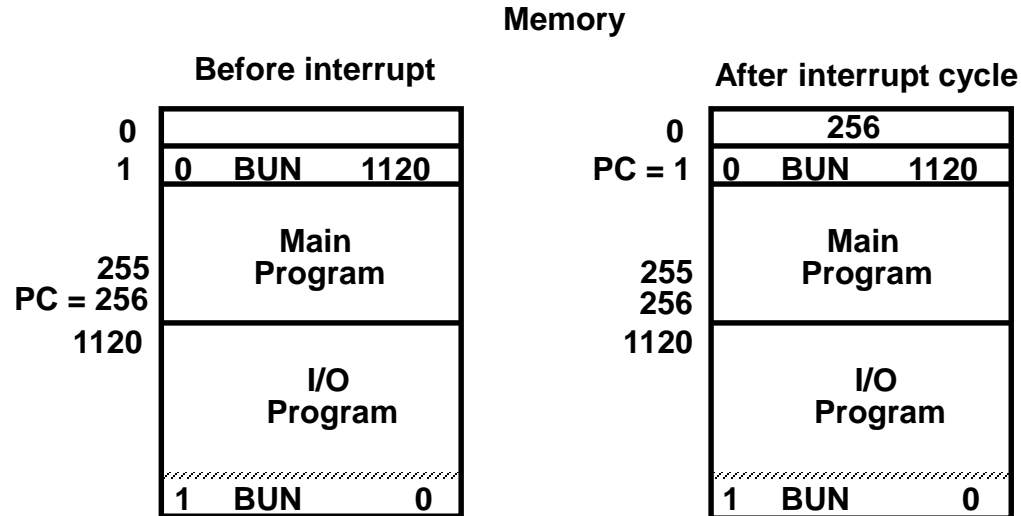 Memory
Before interrupt
0
1 0 BUN 1120
Main
Program
255
PC = 256
1120
I/O
Program
1 BUN 0
After interrupt cycle
0 256
PC = 1 0 BUN 1120
Main
Program
255
256
1120
I/O
Program
1 BUN 0